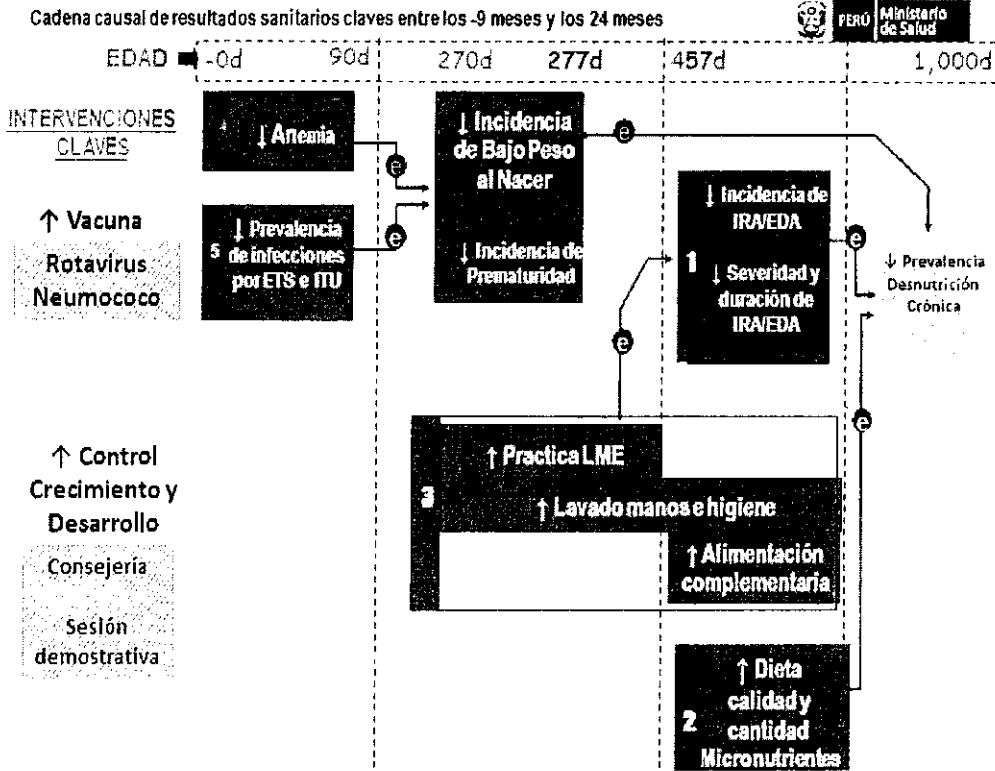 Cadena causal de resultados sanitarios claves entre los -9 meses y los 24 meses
PERÚ
Ministerio
de Salud
EDAD
-0d
90d
270d
277d
457d
1,000d
INTERVENCIONES
CLAVES
↑ Vacuna
Rotavirus
Neumococo
↑ Control
Crecimiento y
Desarrollo
Consejería
Sesión
demostrativa
4
↓ Anemia
e
5
↓ Prevalencia
de infecciones
por ETS e ITU
e
↓ Incidencia
de Bajo Peso
al Nacer
↓ Incidencia de
Prematuridad
e
1
↓ Incidencia de
IRA/EDA
↓ Severidad y
duración de
IRA/EDA
e
e
↓ Prevalencia
Desnutrición
Crónica
e
3
↑ Practica LME
↑ Lavado manos e higiene
↑ Alimentación
complementaria
2
↑ Dieta
calidad y
cantidad
Micronutrientes